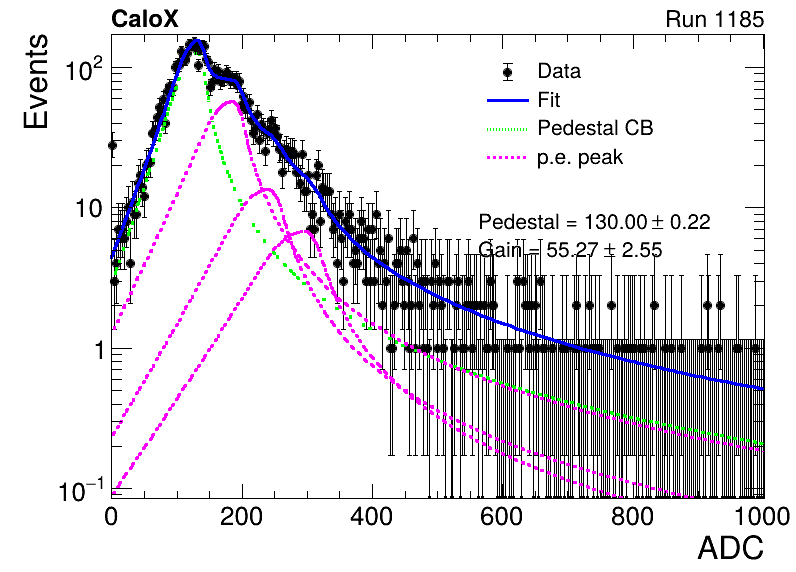 CaloX Run 1185
Events
Data
Fit
Pedestal CB
p.e. peak
Pedestal = 130.00 ± 0.22
Gain = 55.27 ± 2.55
10²
10
1
10⁻¹
0 200 400 600 800 1000
ADC